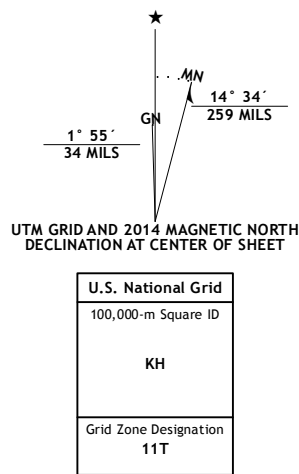 ★
MN
GN
14° 34´
259 MILS
1° 55´
34 MILS
UTM GRID AND 2014 MAGNETIC NORTH
DECLINATION AT CENTER OF SHEET
U.S. National Grid
100,000-m Square ID
KH
Grid Zone Designation
11T